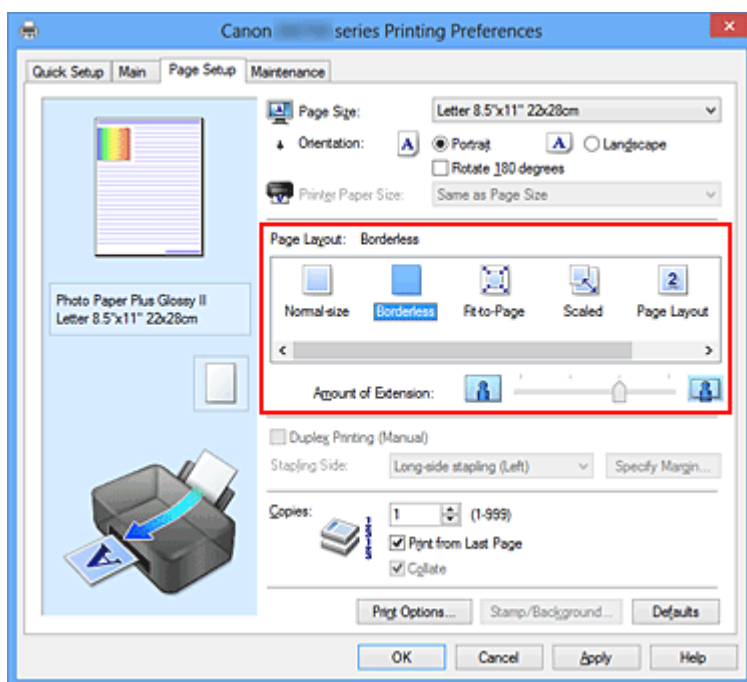 Canon series Printing Preferences
Quick Setup Main Page Setup Maintenance
Page Size: Letter 8.5"x11" 22x28cm
Orientation: A Portrait A Landscape
Rotate 180 degrees
Printer Paper Size: Same as Page Size
Page Layout: Borderless
2
Normal-size Borderless Fit-to-Page Scaled Page Layout
Photo Paper Plus Glossy II
Letter 8.5"x11" 22x28cm
Amount of Extension:
Duplex Printing (Manual)
Stapling Side: Long-side stapling (Left) Specify Margin...
Copies: 1 (1-999)
Print from Last Page
Collate
A
Print Options... Stamp/Background... Defaults
OK Cancel Apply Help